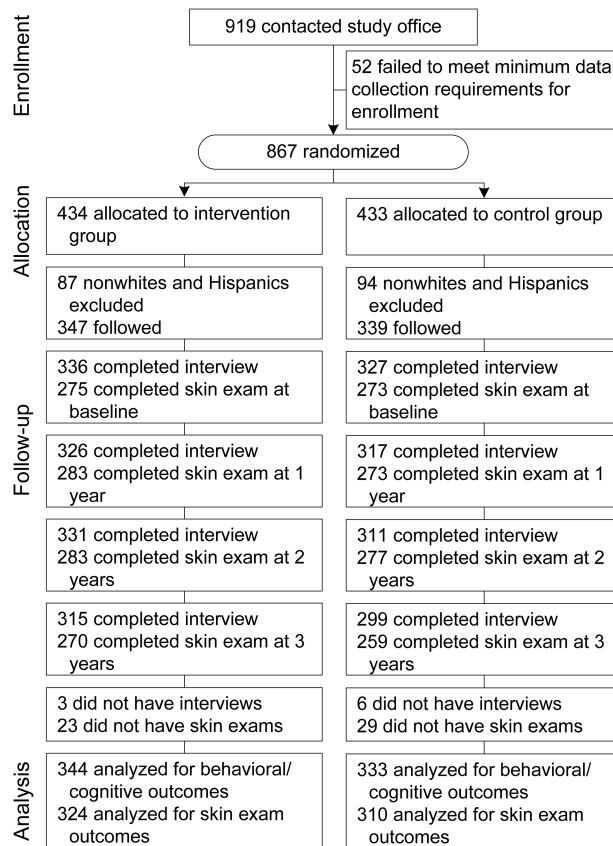 Enrollment
919 contacted study office
52 failed to meet minimum data
collection requirements for
enrollment
867 randomized
Allocation
434 allocated to intervention
group
433 allocated to control group
87 nonwhites and Hispanics
excluded
347 followed
94 nonwhites and Hispanics
excluded
339 followed
Follow-up
336 completed interview
275 completed skin exam at
baseline
327 completed interview
273 completed skin exam at
baseline
326 completed interview
283 completed skin exam at 1
year
317 completed interview
273 completed skin exam at 1
year
331 completed interview
283 completed skin exam at 2
years
311 completed interview
277 completed skin exam at 2
years
315 completed interview
270 completed skin exam at 3
years
299 completed interview
259 completed skin exam at 3
years
3 did not have interviews
23 did not have skin exams
6 did not have interviews
29 did not have skin exams
Analysis
344 analyzed for behavioral/
cognitive outcomes
324 analyzed for skin exam
outcomes
333 analyzed for behavioral/
cognitive outcomes
310 analyzed for skin exam
outcomes